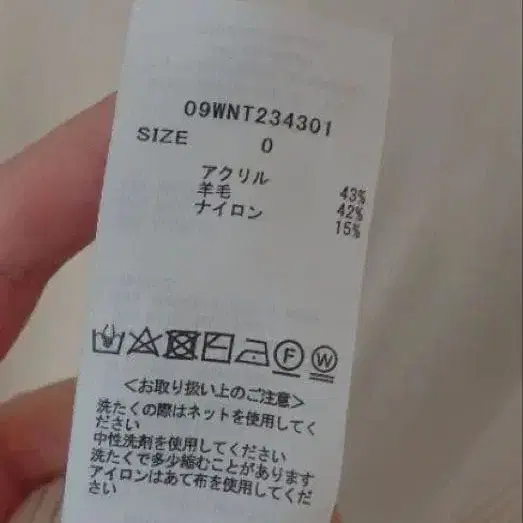 09WNT234301
SIZE 0
アクリル 43%
羊毛 42%
ナイロン 15%
F W
＜お取り扱い上のご注意＞
洗たくの際はネットを使用してく
ださい
中性洗剤を使用してください
洗たくで多少縮むことがあります
アイロンはあて布を使用してくだ
さい